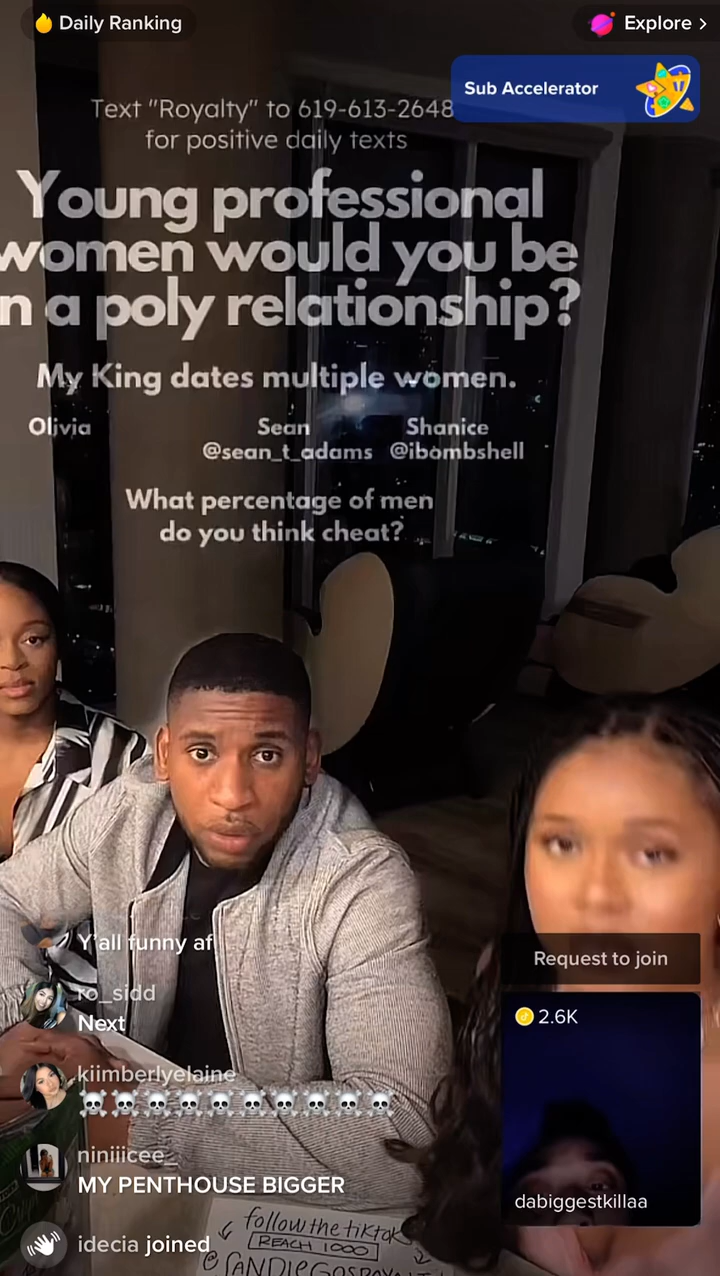 Daily Ranking
Explore >
Sub Accelerator
Text "Royalty" to 619-613-2648
for positive daily texts
Young professional
women would you be
n a poly relationship?
My King dates multiple women.
Olivia Sean Shanice
@sean_t_adams @ibombshell
What percentage of men
do you think cheat?
Y'all funny af
Request to join
ro_sidd
Next
2.6K
kiimberlyelaine
☠️☠️☠️☠️☠️☠️☠️☠️☠️☠️
niniiicee_
MY PENTHOUSE BIGGER
dabiggestkillaa
idecia joined
follow the tiktok
REACH 1000